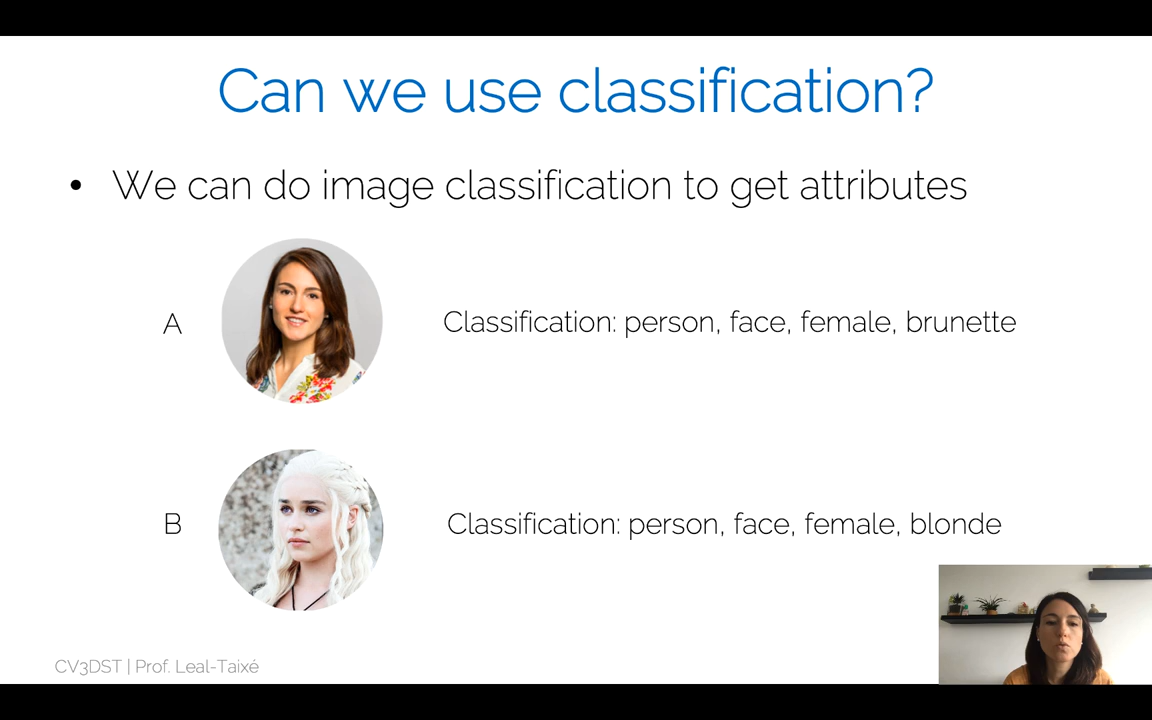 Can we use classification?
• We can do image classification to get attributes
A
Classification: person, face, female, brunette
B
Classification: person, face, female, blonde
CV3DST | Prof. Leal-Taixé